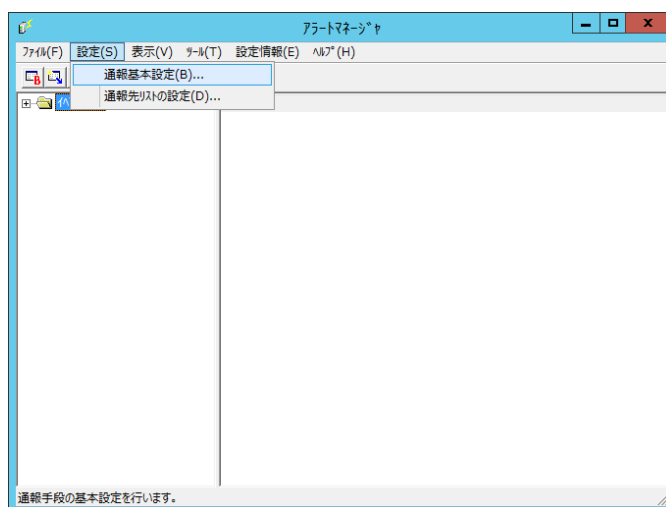 ｱﾗｰﾄﾏﾈｰｼﾞｬ
ﾌｧｲﾙ(F) 設定(S) 表示(V) ﾂｰﾙ(T) 設定情報(E) ﾍﾙﾌﾟ(H)
通報基本設定(B)...
通報先ﾘｽﾄの設定(D)...
通報手段の基本設定を行います。